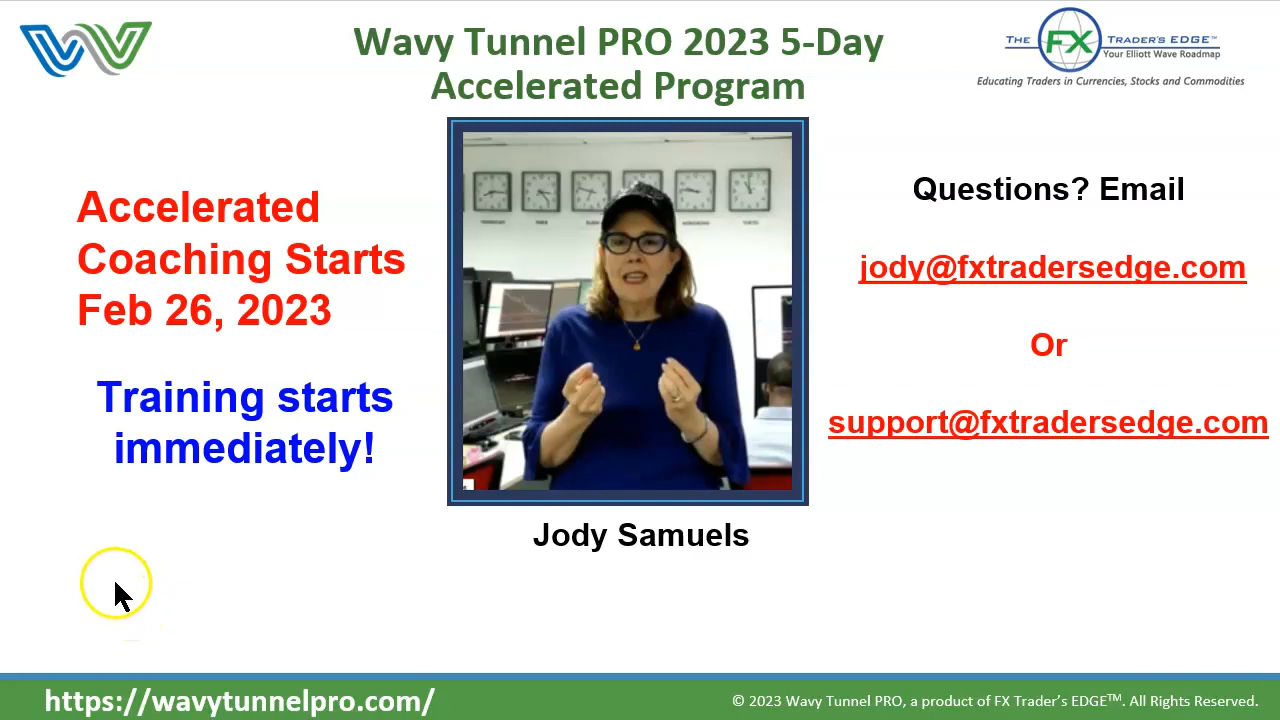 Wavy Tunnel PRO 2023 5-Day
Accelerated Program
THE FX TRADER'S EDGE™
Your Elliott Wave Roadmap
Educating Traders in Currencies, Stocks and Commodities
Accelerated
Coaching Starts
Feb 26, 2023
Training starts
immediately!
Jody Samuels
Questions? Email
jody@fxtradersedge.com
Or
support@fxtradersedge.com
https://wavytunnelpro.com/
© 2023 Wavy Tunnel PRO, a product of FX Trader's EDGE™. All Rights Reserved.